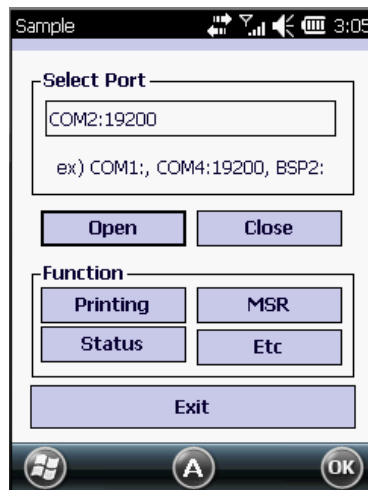 Sample 3:05
Select Port
COM2:19200
ex) COM1:, COM4:19200, BSP2:
Open Close
Function
Printing MSR
Status Etc
Exit
A OK